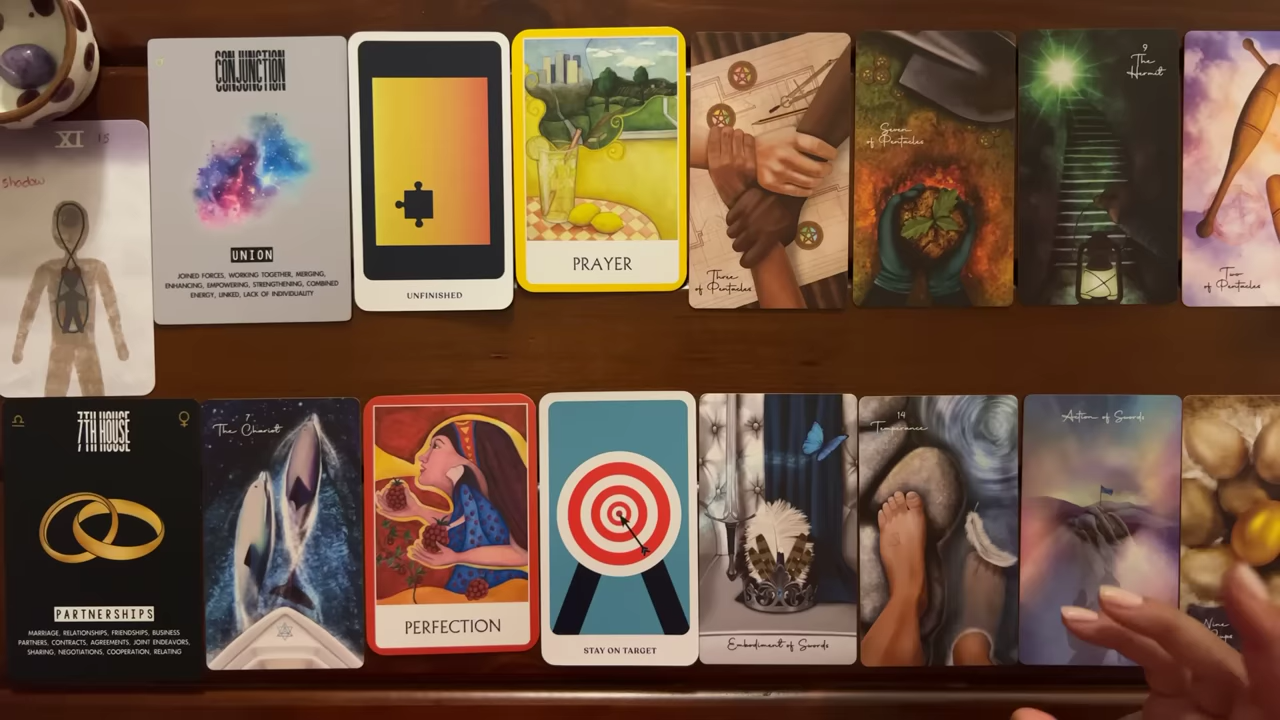 XI 15
shadow
CONJUNCTION
UNION
JOINED FORCES, WORKING TOGETHER, MERGING,
ENHANCING, EMPOWERING, STRENGTHENING, COMBINED
ENERGY, LINKED, LACK OF INDIVIDUALITY
UNFINISHED
PRAYER
Three
of Pentacles
Seven
of Pentacles
9
The
Hermit
Two
of Pentacles
7TH HOUSE
PARTNERSHIPS
MARRIAGE, RELATIONSHIPS, FRIENDSHIPS, BUSINESS
PARTNERS, CONTRACTS, AGREEMENTS, JOINT ENDEAVORS,
SHARING, NEGOTIATIONS, COOPERATION, RELATING
7
The Chariot
PERFECTION
STAY ON TARGET
Embodiment of Swords
14
Temperance
Action of Swords
Nine